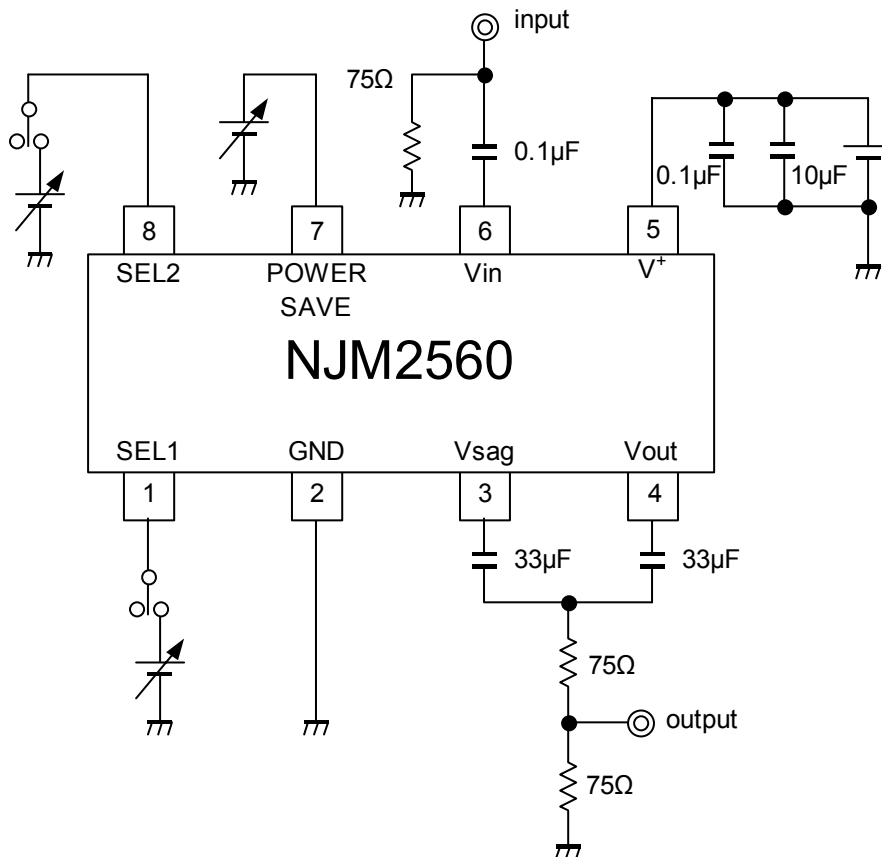 input
75Ω
0.1µF
0.1µF 10µF
8 7 6 5
SEL2 POWER SAVE Vin V⁺
NJM2560
SEL1 GND Vsag Vout
1 2 3 4
33µF 33µF
75Ω
output
75Ω